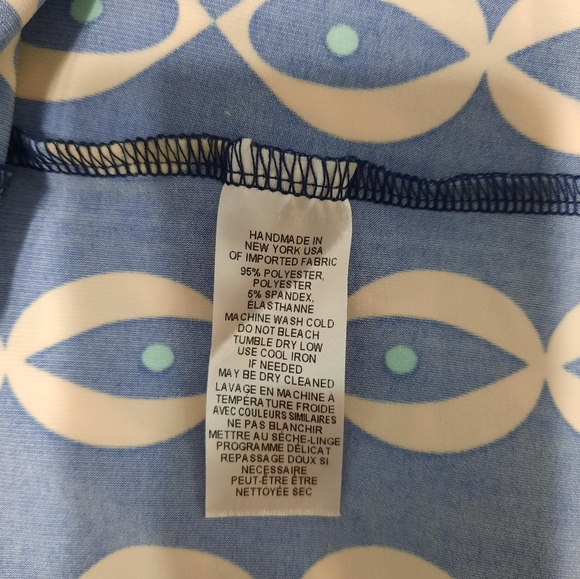 HANDMADE IN
NEW YORK USA
OF IMPORTED FABRIC
95% POLYESTER,
POLYESTER
5% SPANDEX,
ÉLASTHANNE
MACHINE WASH COLD
DO NOT BLEACH
TUMBLE DRY LOW
USE COOL IRON
IF NEEDED
MAY BE DRY CLEANED
LAVAGE EN MACHINE A
TEMPÉRATURE FROIDE
AVEC COULEURS SIMILAIRES
NE PAS BLANCHIR
METTRE AU SÈCHE-LINGE
PROGRAMME DÉLICAT
REPASSAGE DOUX SI
NÉCESSAIRE
PEUT-ÊTRE ÊTRE
NETTOYÉE SEC